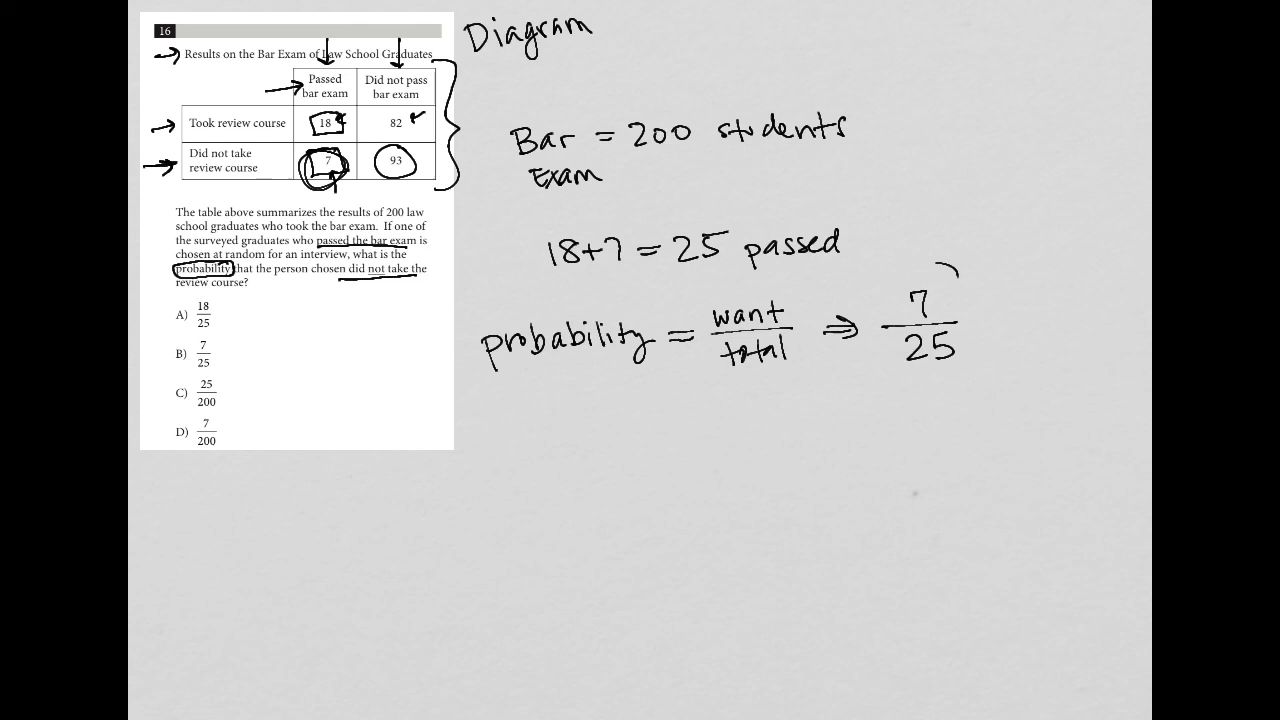 16
Results on the Bar Exam of Law School Graduates
Passed bar exam
Did not pass bar exam
Took review course 18 82
Did not take review course 7 93
The table above summarizes the results of 200 law
school graduates who took the bar exam. If one of
the surveyed graduates who passed the bar exam is
chosen at random for an interview, what is the
probability that the person chosen did not take the
review course?
A) 18/25
B) 7/25
C) 25/200
D) 7/200
Diagram
Bar = 200 students
Exam
18+7 = 25 passed
probability = want/total ⇒ 7/25